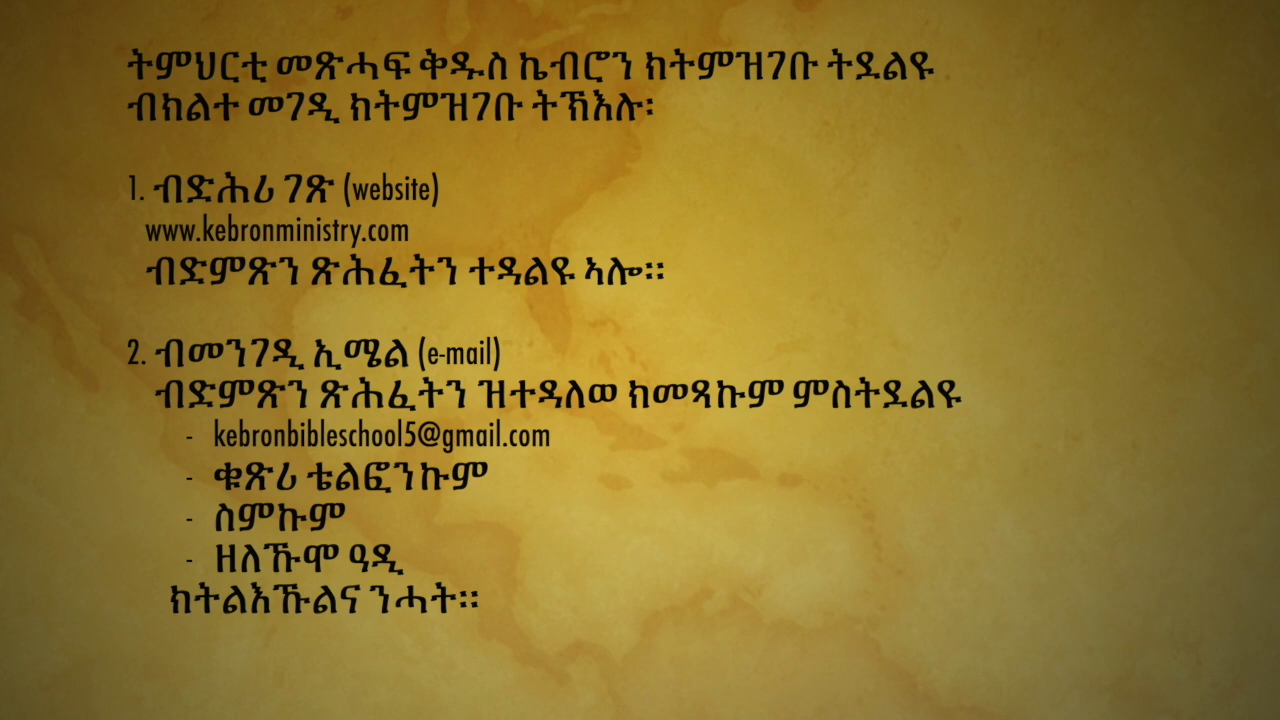 ትምህርቲ መጽሓፍ ቅዱስ ኬብሮን ክትምዝገቡ ትደልዩ
ብክልተ መገዲ ክትምዝገቡ ትኽእሉ፡
1. ብድሕሪ ገጽ (website)
www.kebronministry.com
ብድምጽን ጽሕፈትን ተዳልዩ ኣሎ።
2. ብመንገዲ ኢሜል (e-mail)
ብድምጽን ጽሕፈትን ዝተዳለወ ክመጻኩም ምስትደልዩ
- kebronbibleschool5@gmail.com
- ቁጽሪ ቴልፎንኩም
- ስምኩም
- ዘለኹሞ ዓዲ
ክትልእኹልና ንሓት።